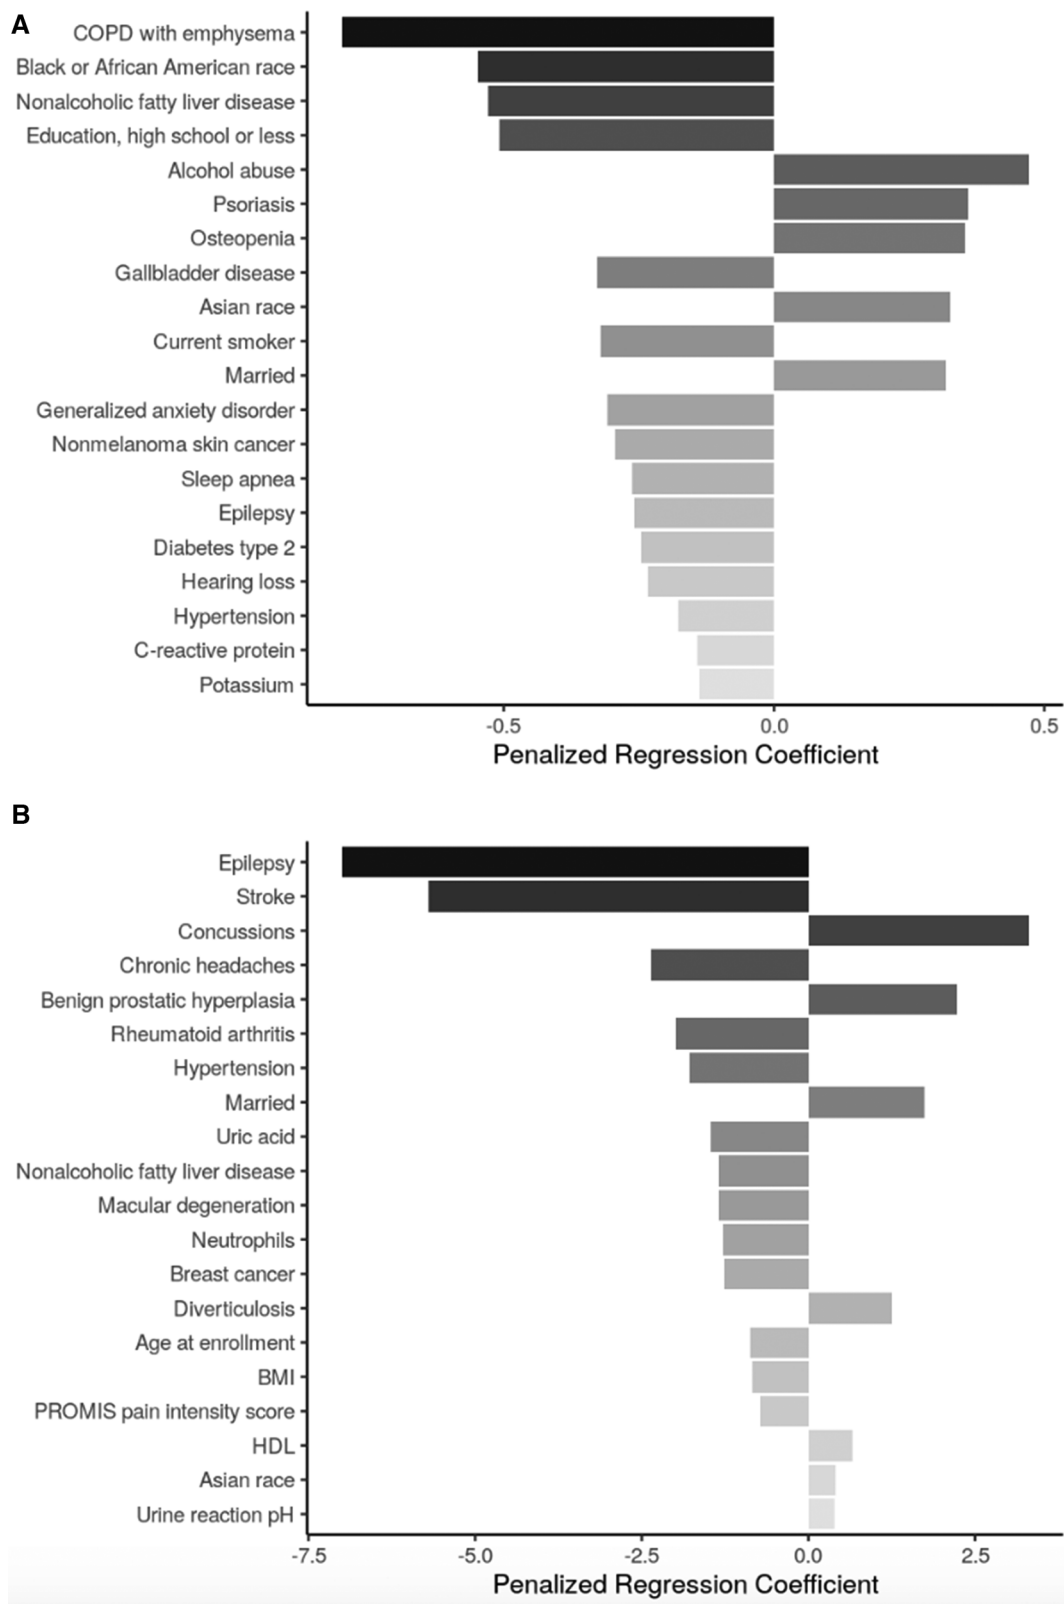 A
COPD with emphysema
Black or African American race
Nonalcoholic fatty liver disease
Education, high school or less
Alcohol abuse
Psoriasis
Osteopenia
Gallbladder disease
Asian race
Current smoker
Married
Generalized anxiety disorder
Nonmelanoma skin cancer
Sleep apnea
Epilepsy
Diabetes type 2
Hearing loss
Hypertension
C-reactive protein
Potassium
-0.5 0.0 0.5
Penalized Regression Coefficient
B
Epilepsy
Stroke
Concussions
Chronic headaches
Benign prostatic hyperplasia
Rheumatoid arthritis
Hypertension
Married
Uric acid
Nonalcoholic fatty liver disease
Macular degeneration
Neutrophils
Breast cancer
Diverticulosis
Age at enrollment
BMI
PROMIS pain intensity score
HDL
Asian race
Urine reaction pH
-7.5 -5.0 -2.5 0.0 2.5
Penalized Regression Coefficient